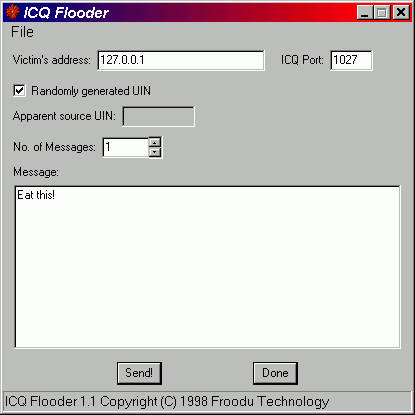 ICQ Flooder
File
Victim's address: 127.0.0.1 ICQ Port: 1027
Randomly generated UIN
Apparent source UIN:
No. of Messages: 1
Message:
Eat this!
Send! Done
ICQ Flooder 1.1 Copyright (C) 1998 Froodu Technology